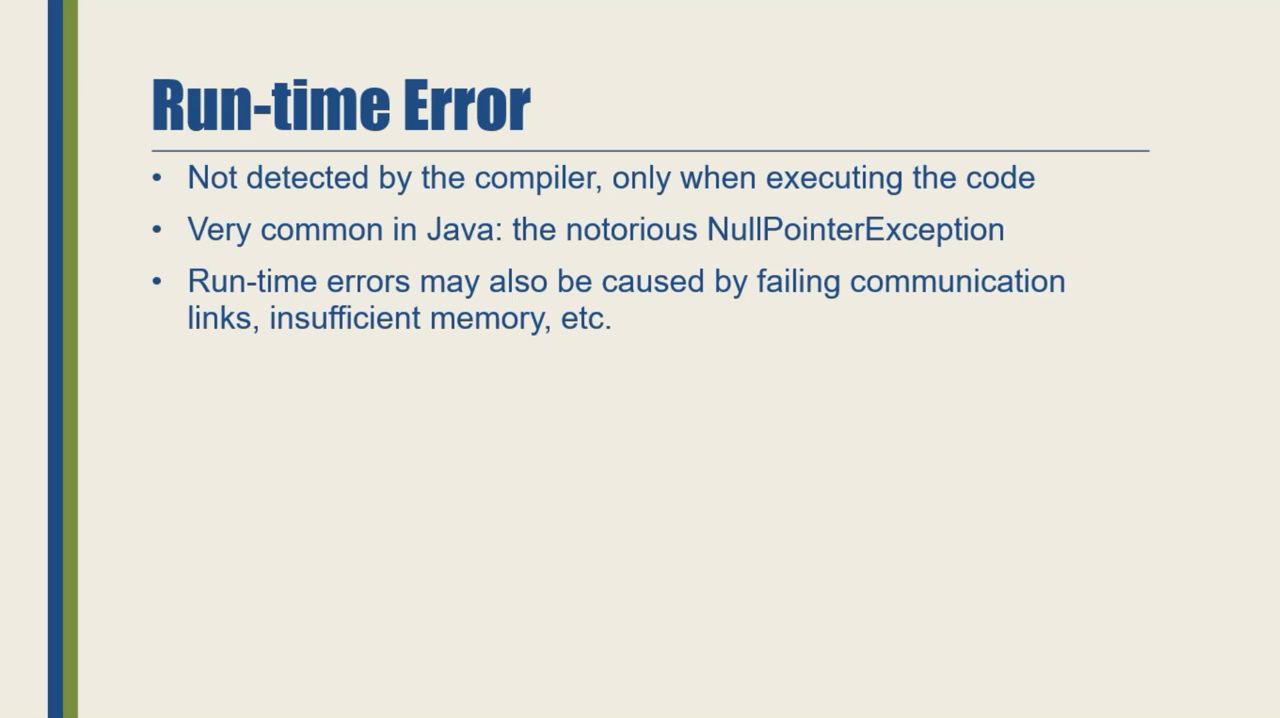 Run-time Error
• Not detected by the compiler, only when executing the code
• Very common in Java: the notorious NullPointerException
• Run-time errors may also be caused by failing communication
links, insufficient memory, etc.